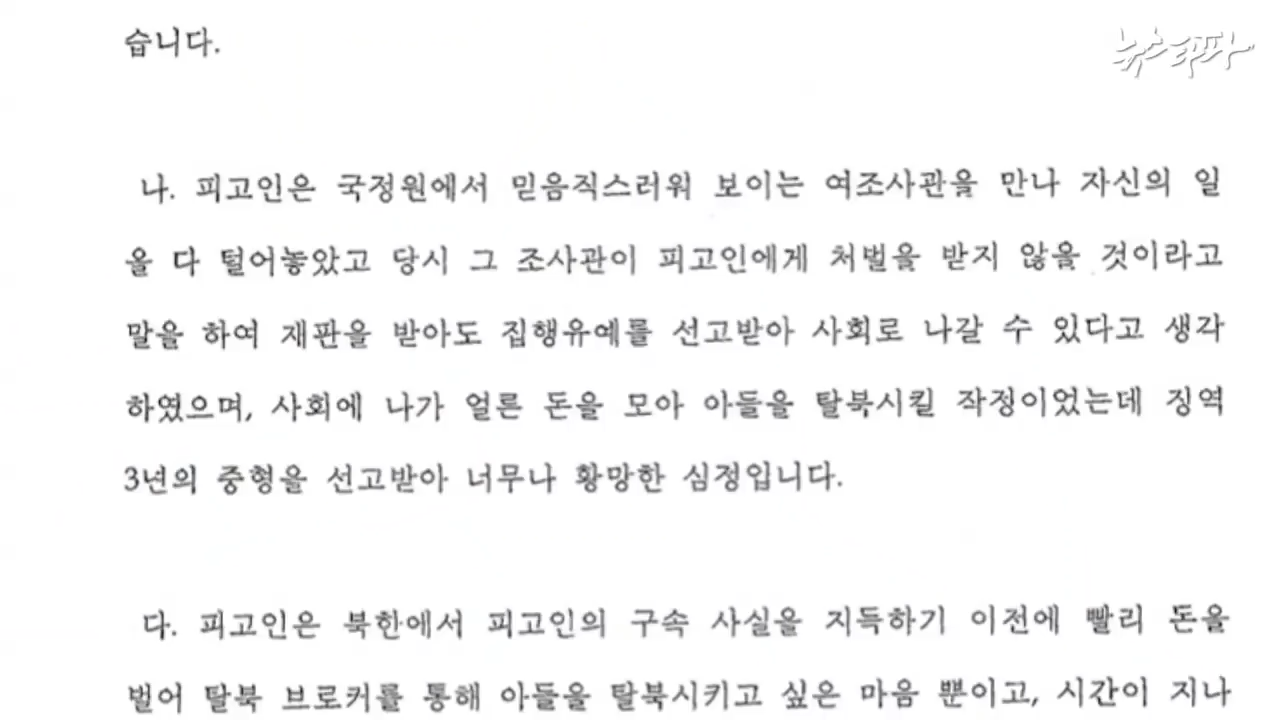 습니다.
뉴스타파
나. 피고인은 국정원에서 믿음직스러워 보이는 여조사관을 만나 자신의 일
을 다 털어놓았고 당시 그 조사관이 피고인에게 처벌을 받지 않을 것이라고
말을 하여 재판을 받아도 집행유예를 선고받아 사회로 나갈 수 있다고 생각
하였으며, 사회에 나가 얼른 돈을 모아 아들을 탈북시킬 작정이었는데 징역
3년의 중형을 선고받아 너무나 황망한 심정입니다.
다. 피고인은 북한에서 피고인의 구속 사실을 지득하기 이전에 빨리 돈을
벌어 탈북 브로커를 통해 아들을 탈북시키고 싶은 마음 뿐이고, 시간이 지나